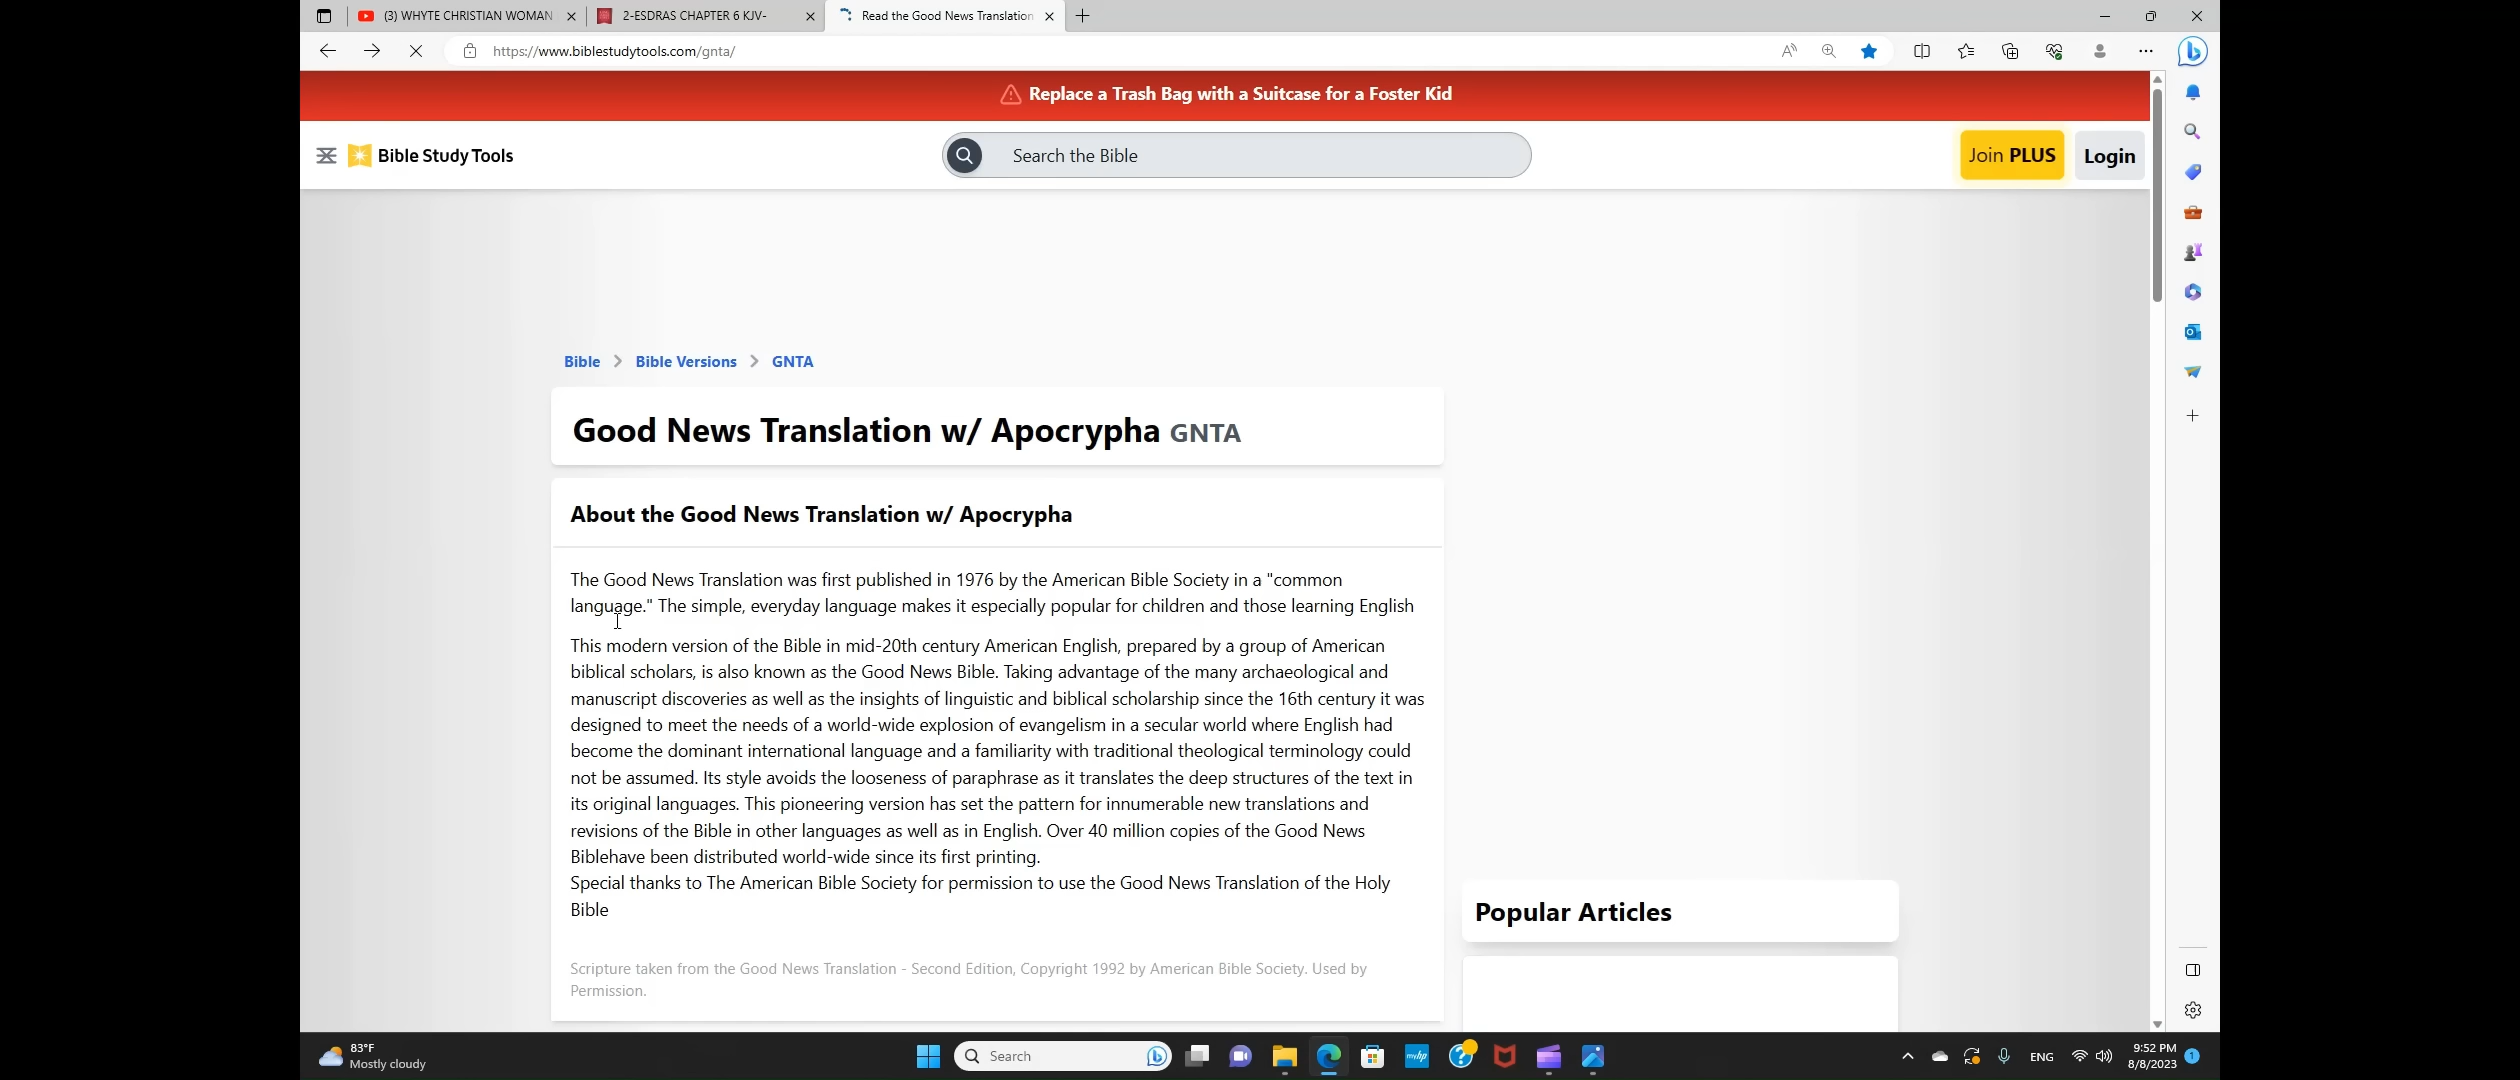 (3) WHYTE CHRISTIAN WOMAN
2-ESDRAS CHAPTER 6 KJV-
Read the Good News Translation
https://www.biblestudytools.com/gnta/
Replace a Trash Bag with a Suitcase for a Foster Kid
Bible Study Tools
Search the Bible
Join PLUS
Login
Bible > Bible Versions > GNTA
Good News Translation w/ Apocrypha GNTA
About the Good News Translation w/ Apocrypha
The Good News Translation was first published in 1976 by the American Bible Society in a "common
language." The simple, everyday language makes it especially popular for children and those learning English
This modern version of the Bible in mid-20th century American English, prepared by a group of American
biblical scholars, is also known as the Good News Bible. Taking advantage of the many archaeological and
manuscript discoveries as well as the insights of linguistic and biblical scholarship since the 16th century it was
designed to meet the needs of a world-wide explosion of evangelism in a secular world where English had
become the dominant international language and a familiarity with traditional theological terminology could
not be assumed. Its style avoids the looseness of paraphrase as it translates the deep structures of the text in
its original languages. This pioneering version has set the pattern for innumerable new translations and
revisions of the Bible in other languages as well as in English. Over 40 million copies of the Good News
Biblehave been distributed world-wide since its first printing.
Special thanks to The American Bible Society for permission to use the Good News Translation of the Holy
Bible
Scripture taken from the Good News Translation - Second Edition, Copyright 1992 by American Bible Society. Used by
Permission.
Popular Articles
83°F
Mostly cloudy
Search
myhp
ENG
9:52 PM
8/8/2023
1